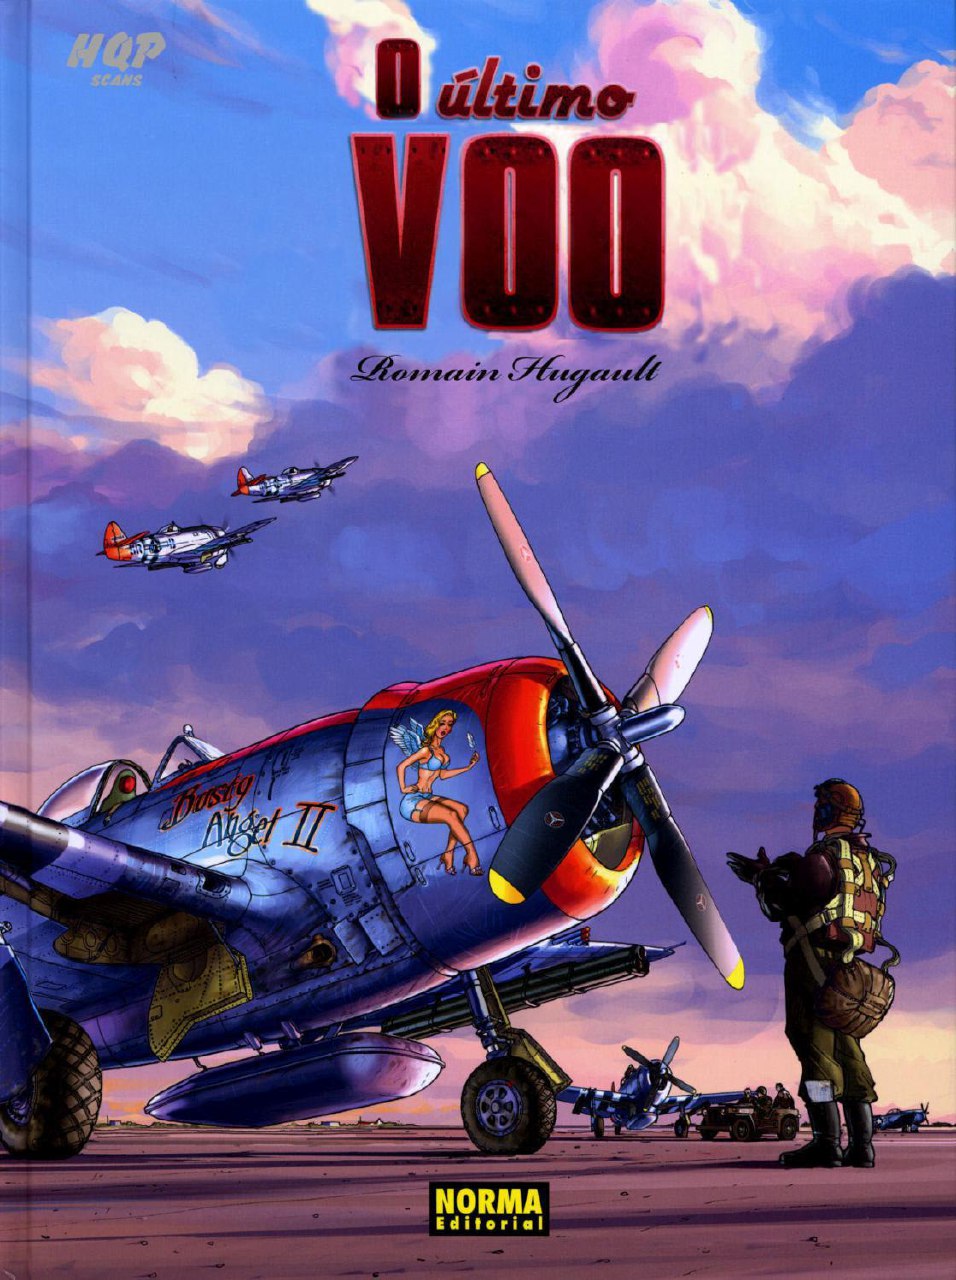 HQP
SCANS
O último
VOO
Romain Hugault
Busty
Angel II
NORMA
Editorial